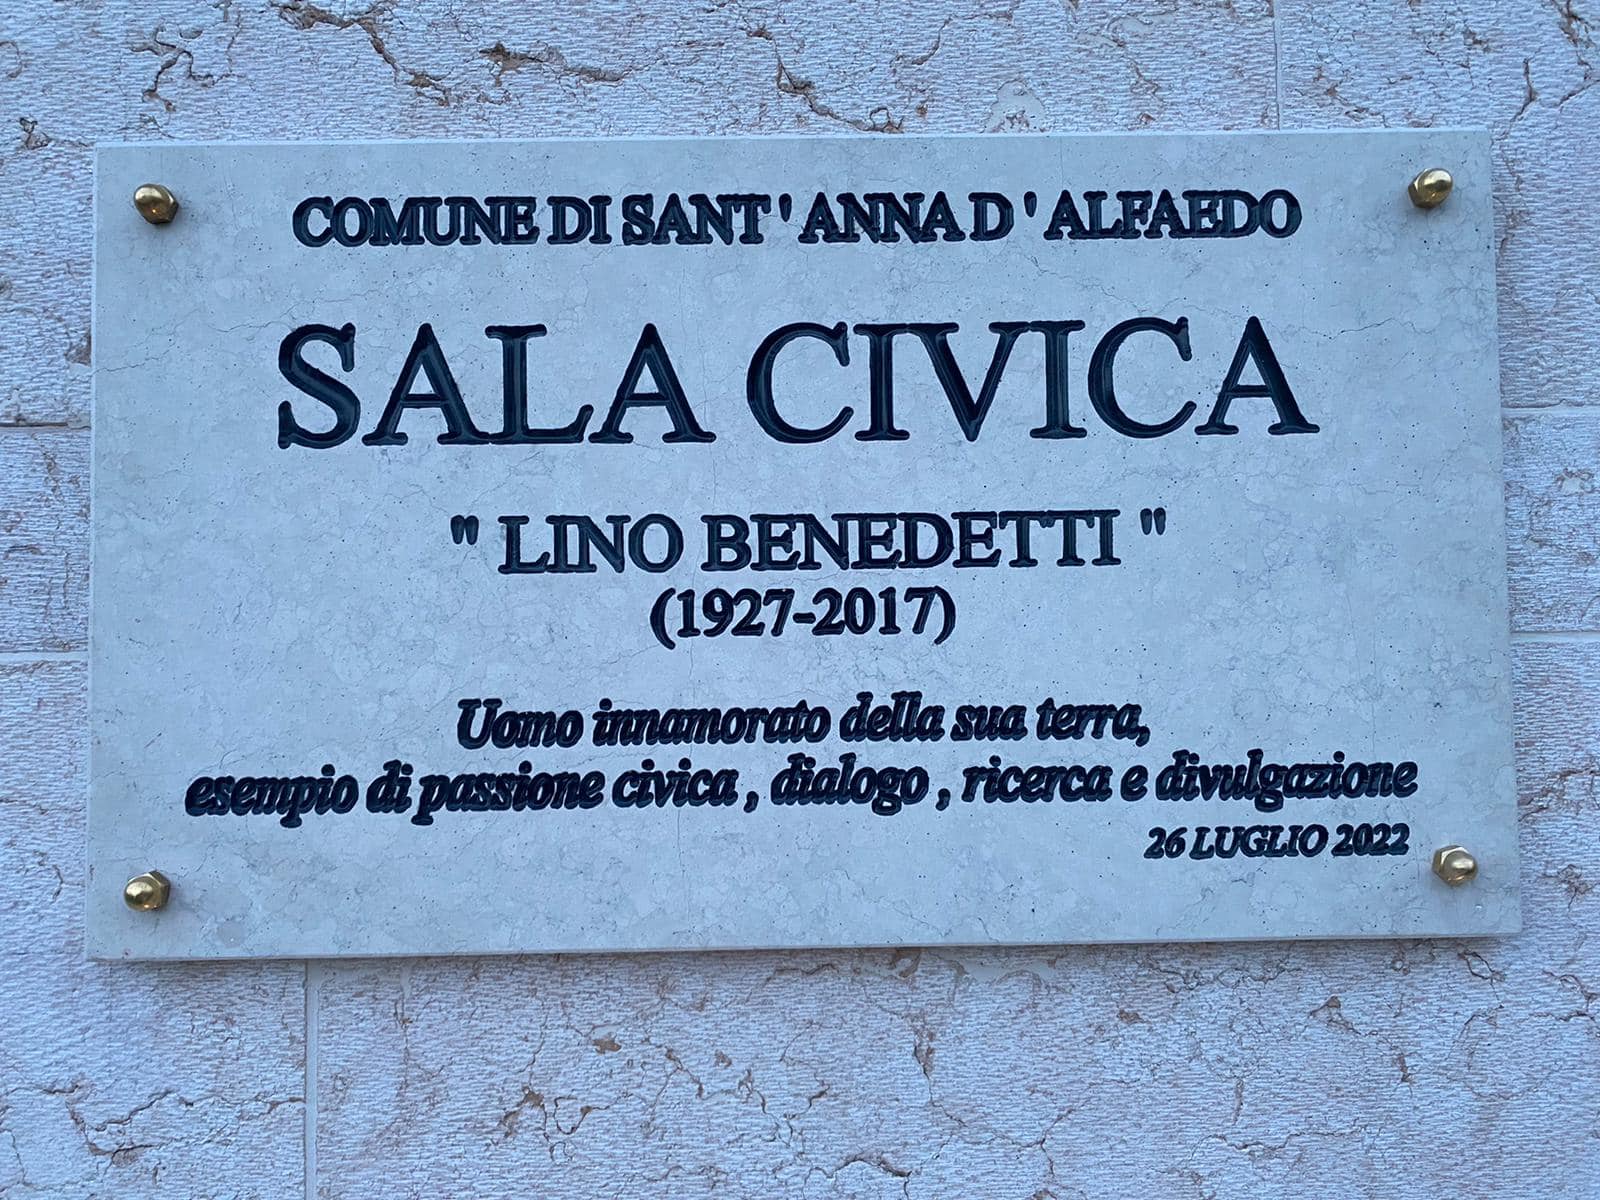 COMUNE DI SANT'ANNA D'ALFAEDO
SALA CIVICA
"LINO BENEDETTI"
(1927-2017)
Uomo innamorato della sua terra,
esempio di passione civica, dialogo, ricerca e divulgazione
26 LUGLIO 2022